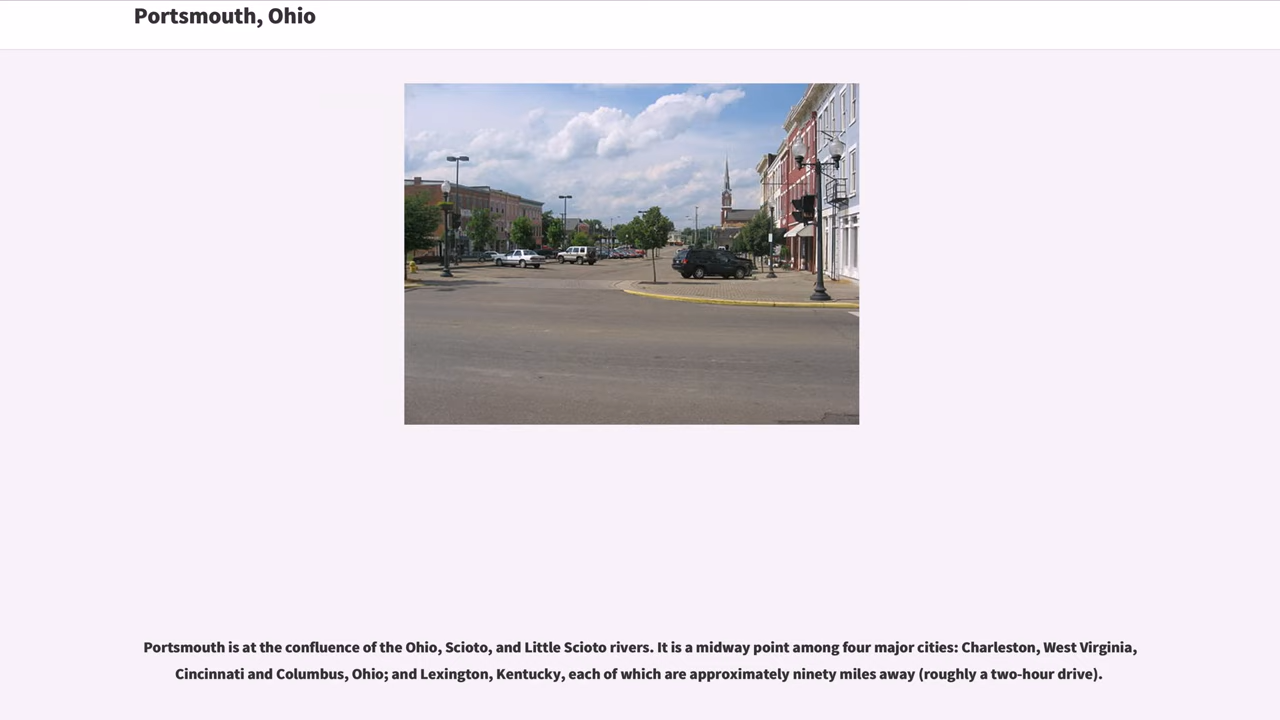 Portsmouth, Ohio
Portsmouth is at the confluence of the Ohio, Scioto, and Little Scioto rivers. It is a midway point among four major cities: Charleston, West Virginia,
Cincinnati and Columbus, Ohio; and Lexington, Kentucky, each of which are approximately ninety miles away (roughly a two-hour drive).